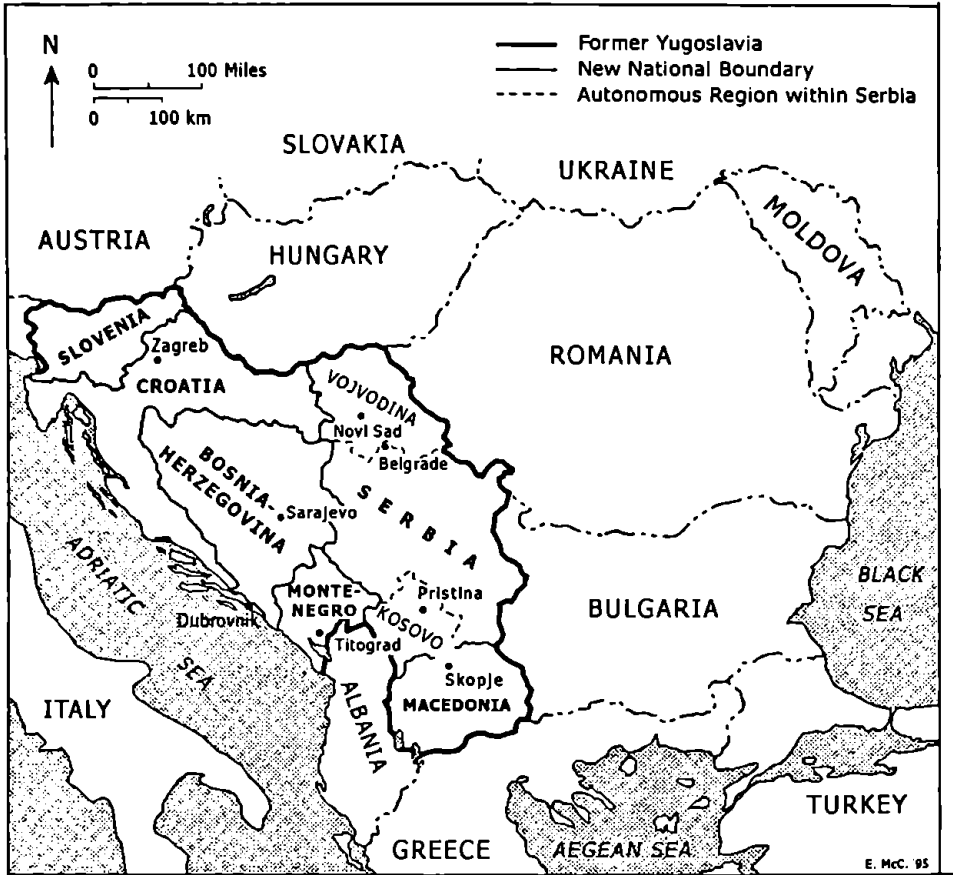 N
0 100 Miles
0 100 km
Former Yugoslavia
New National Boundary
Autonomous Region within Serbia
SLOVAKIA
UKRAINE
MOLDOVA
AUSTRIA
HUNGARY
SLOVENIA
Zagreb
CROATIA
ROMANIA
VOJVODINA
Novi Sad
Belgrade
BOSNIA-
HERZEGOVINA
Sarajevo
SERBIA
ADRIATIC
SEA
MONTE-
NEGRO
Pristina
KOSOVO
BULGARIA
BLACK
SEA
Dubrovnik
Titograd
Skopje
MACEDONIA
ITALY
ALBANIA
GREECE
AEGEAN SEA
TURKEY
E. McC. '95